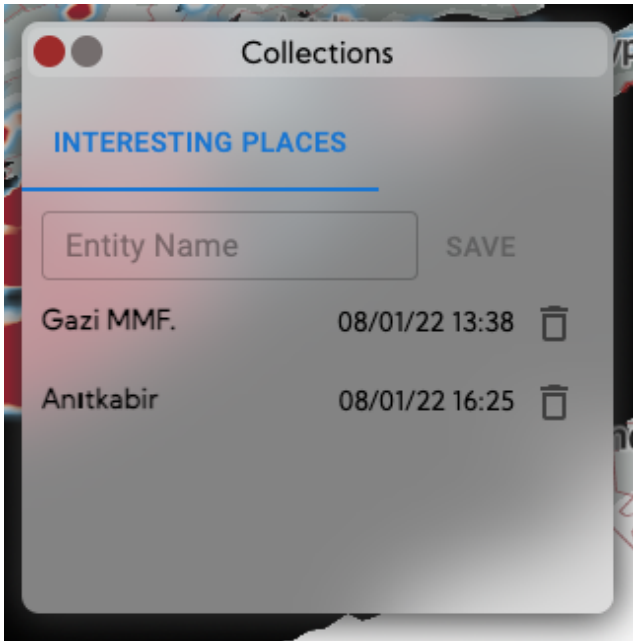 Collections
INTERESTING PLACES
Entity Name SAVE
Gazi MMF. 08/01/22 13:38
Anıtkabir 08/01/22 16:25